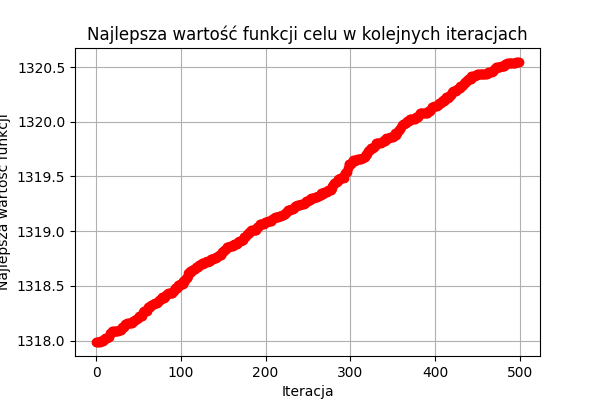 Najlepsza wartość funkcji celu w kolejnych iteracjach
1320.5
1320.0
1319.5
1319.0
1318.5
1318.0
Najlepsza wartość funkcji
0 100 200 300 400 500
Iteracja